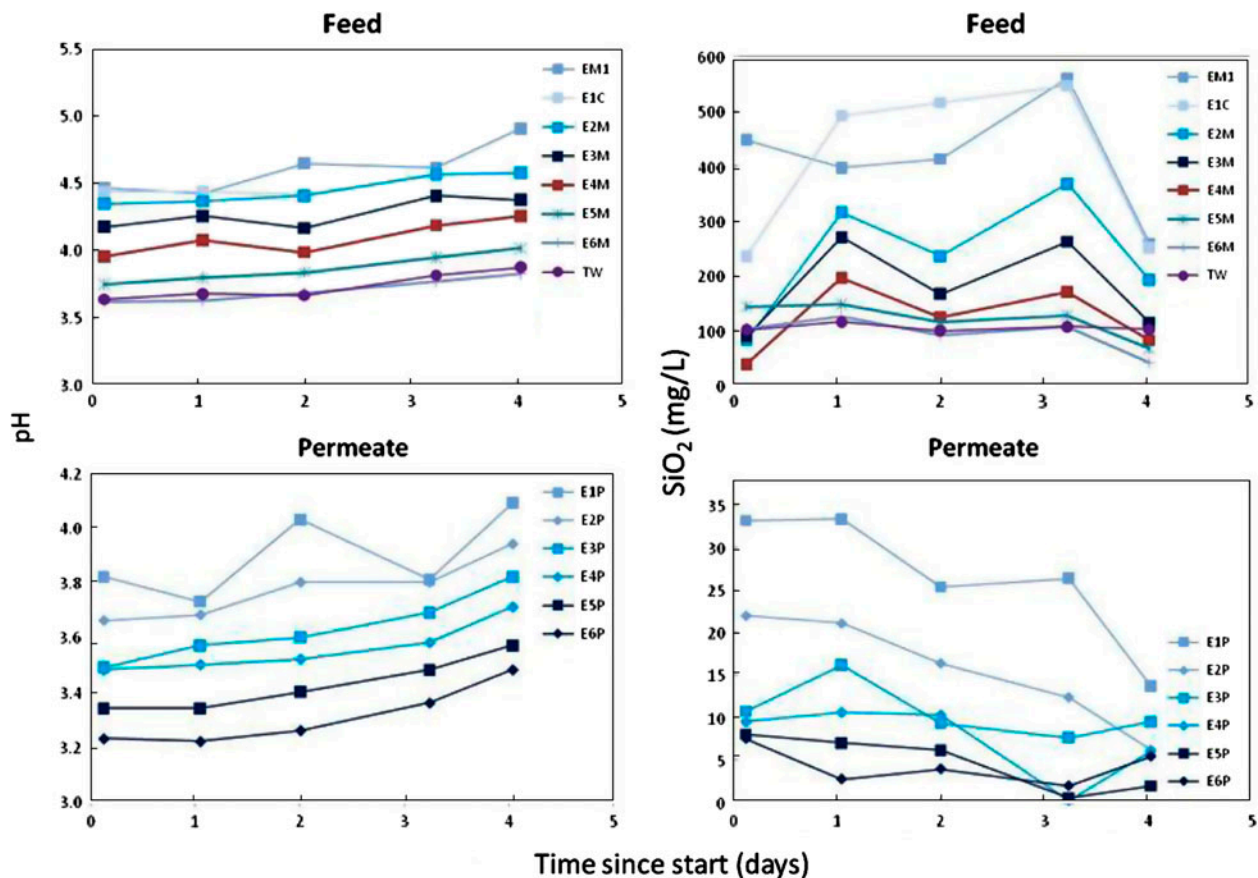 Feed
5.5
5.0
4.5
4.0
3.5
3.0
0 1 2 3 4 5
EM1
E1C
E2M
E3M
E4M
E5M
E6M
TW
Feed
600
500
400
300
200
100
0
0 1 2 3 4 5
EM1
E1C
E2M
E3M
E4M
E5M
E6M
TW
pH
SiO₂ (mg/L)
Permeate
4.2
4.0
3.8
3.6
3.4
3.2
3.0
0 1 2 3 4 5
E1P
E2P
E3P
E4P
E5P
E6P
Permeate
35
30
25
20
15
10
5
0
0 1 2 3 4 5
E1P
E2P
E3P
E4P
E5P
E6P
Time since start (days)